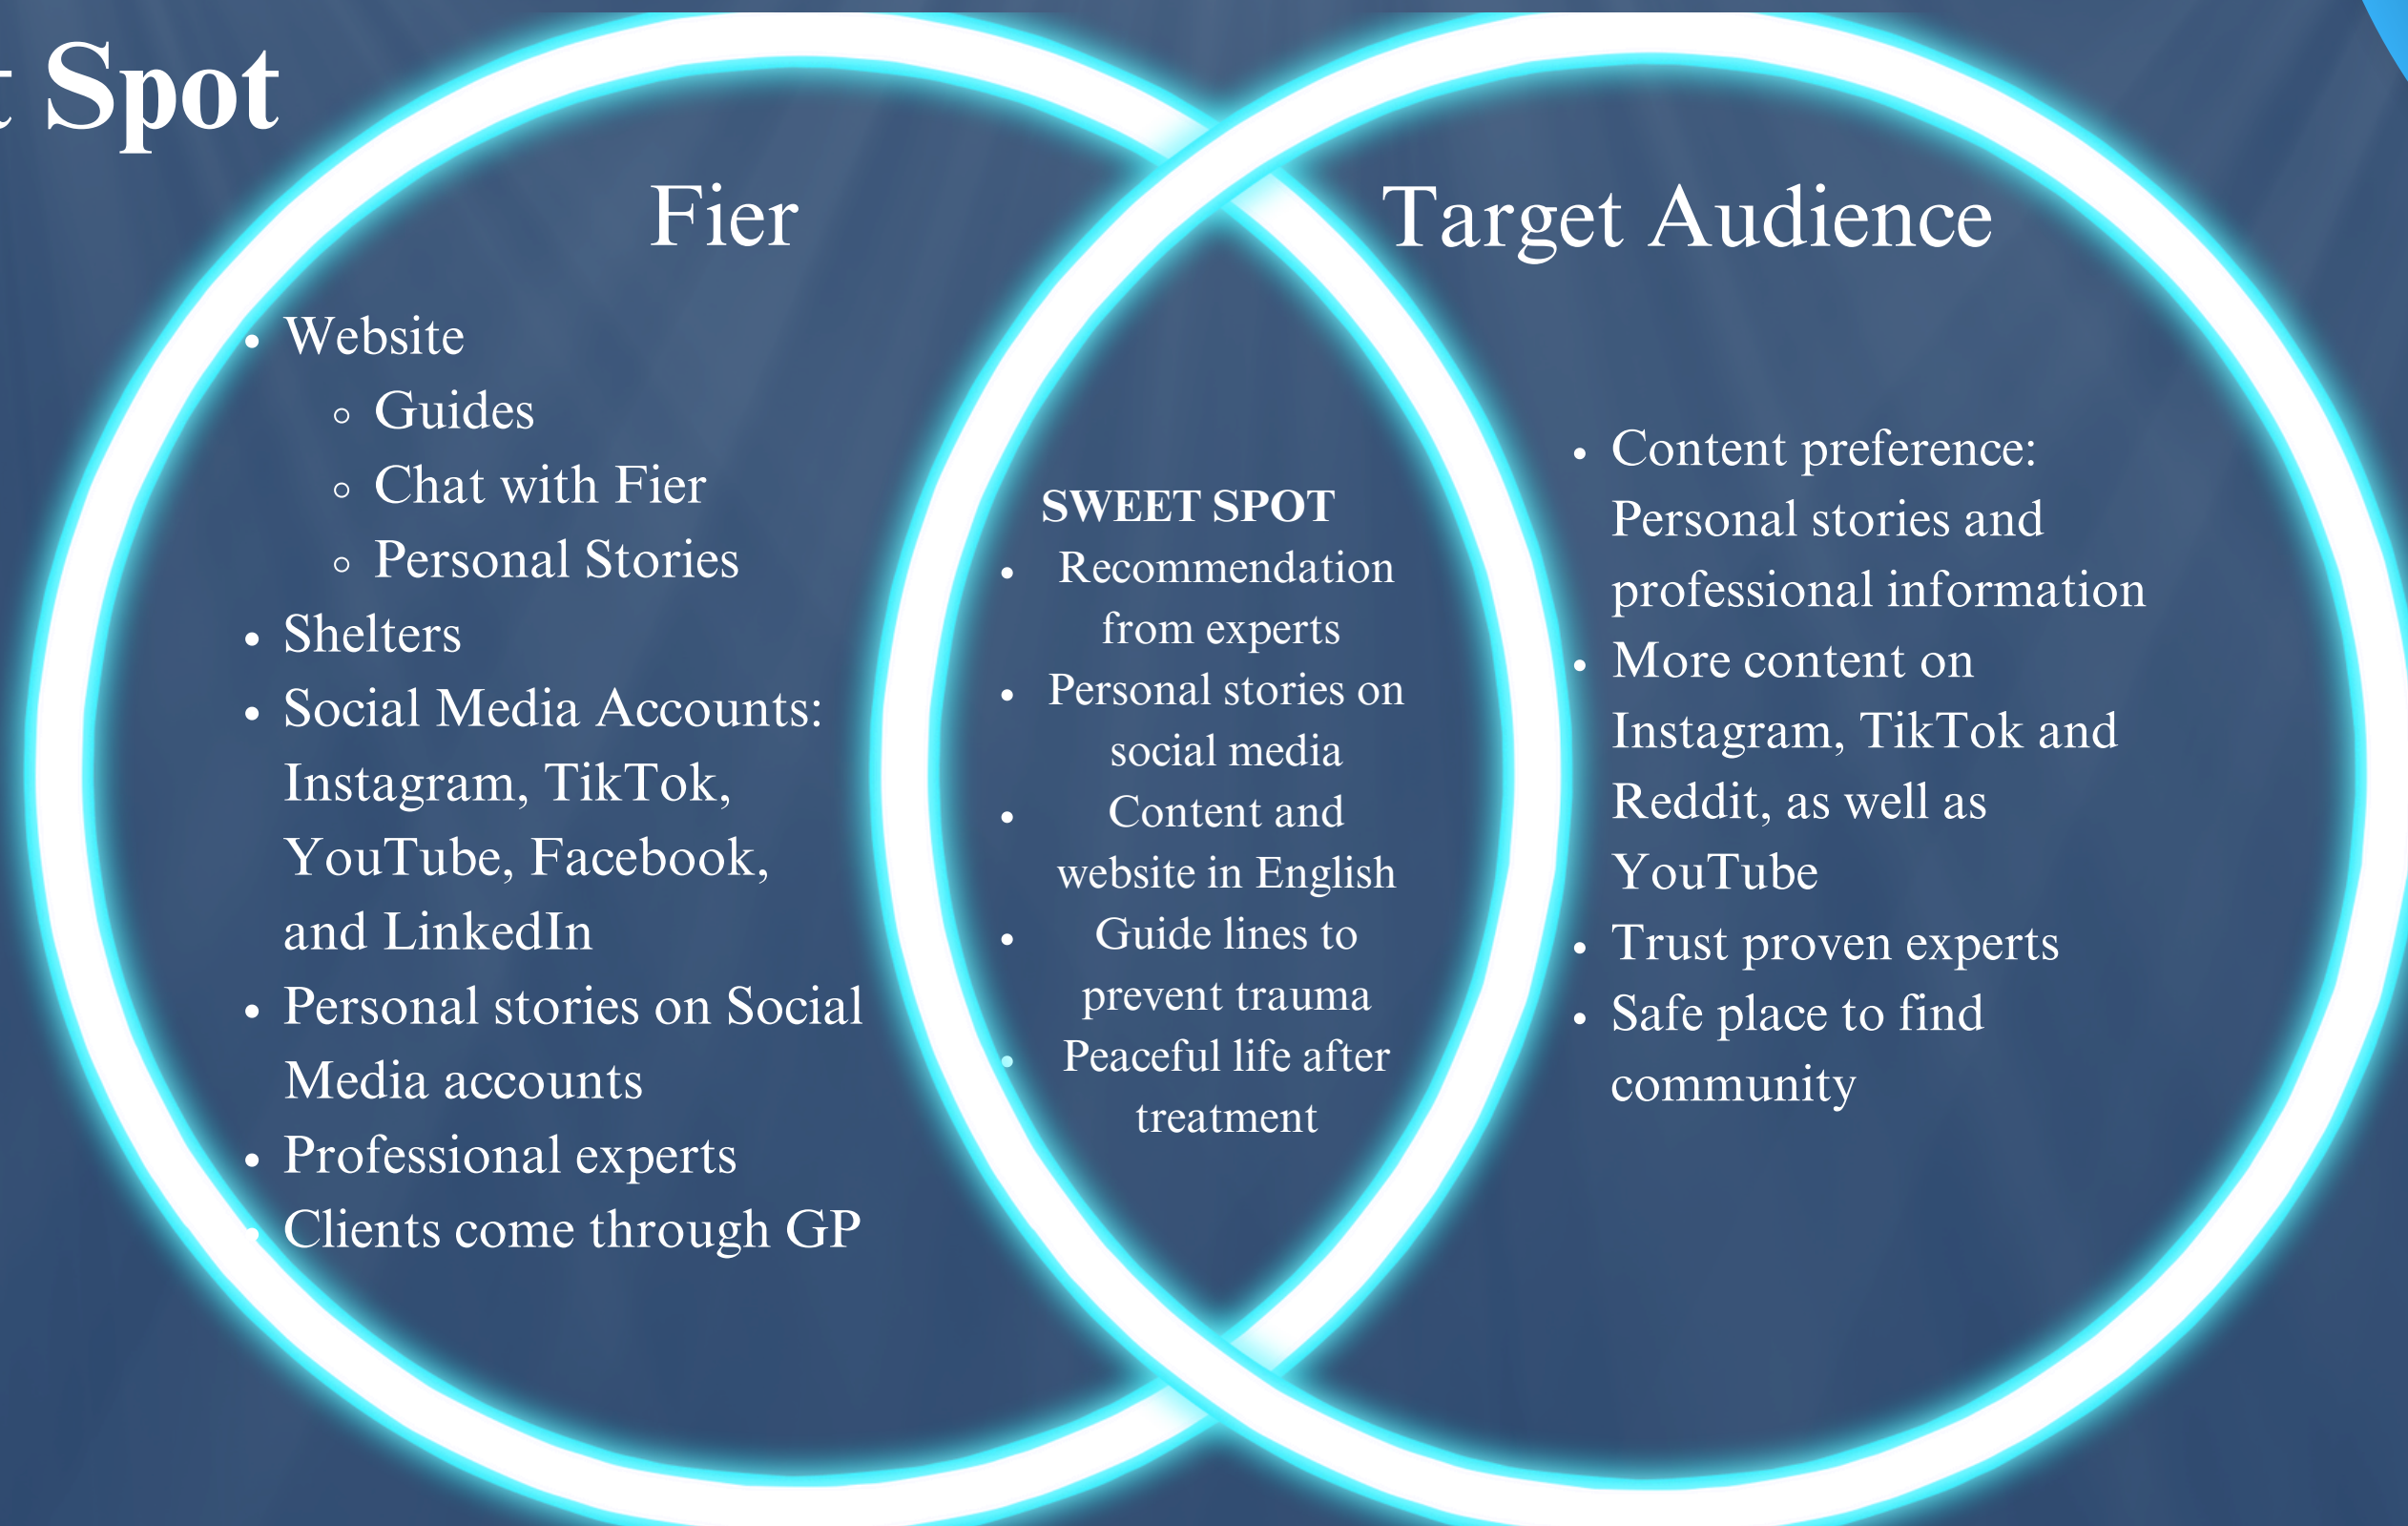 t Spot
Fier
• Website
◦ Guides
◦ Chat with Fier
◦ Personal Stories
• Shelters
• Social Media Accounts:
Instagram, TikTok,
YouTube, Facebook,
and LinkedIn
• Personal stories on Social
Media accounts
• Professional experts
• Clients come through GP
SWEET SPOT
• Recommendation
from experts
• Personal stories on
social media
• Content and
website in English
• Guide lines to
prevent trauma
• Peaceful life after
treatment
Target Audience
• Content preference:
Personal stories and
professional information
• More content on
Instagram, TikTok and
Reddit, as well as
YouTube
• Trust proven experts
• Safe place to find
community